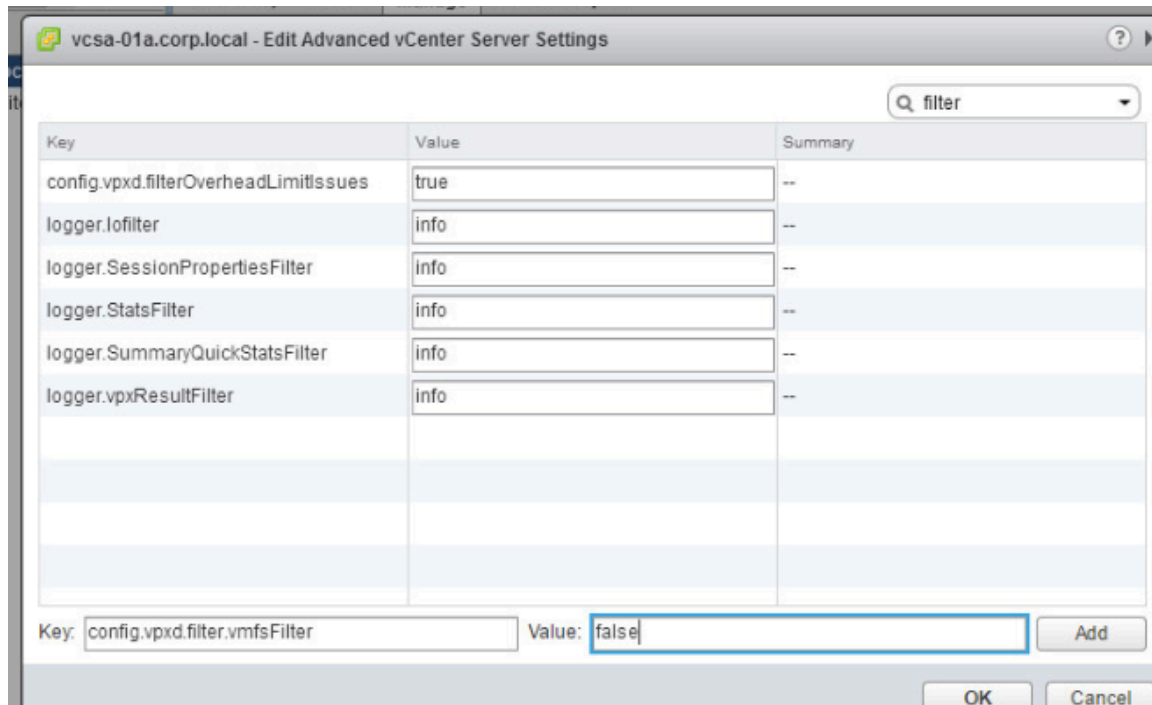 vcsa-01a.corp.local - Edit Advanced vCenter Server Settings ?
filter
Key Value Summary
config.vpxd.filterOverheadLimitIssues true --
logger.Iofilter info --
logger.SessionPropertiesFilter info --
logger.StatsFilter info --
logger.SummaryQuickStatsFilter info --
logger.vpxResultFilter info --
Key: config.vpxd.filter.vmfsFilter Value: false Add
OK Cancel